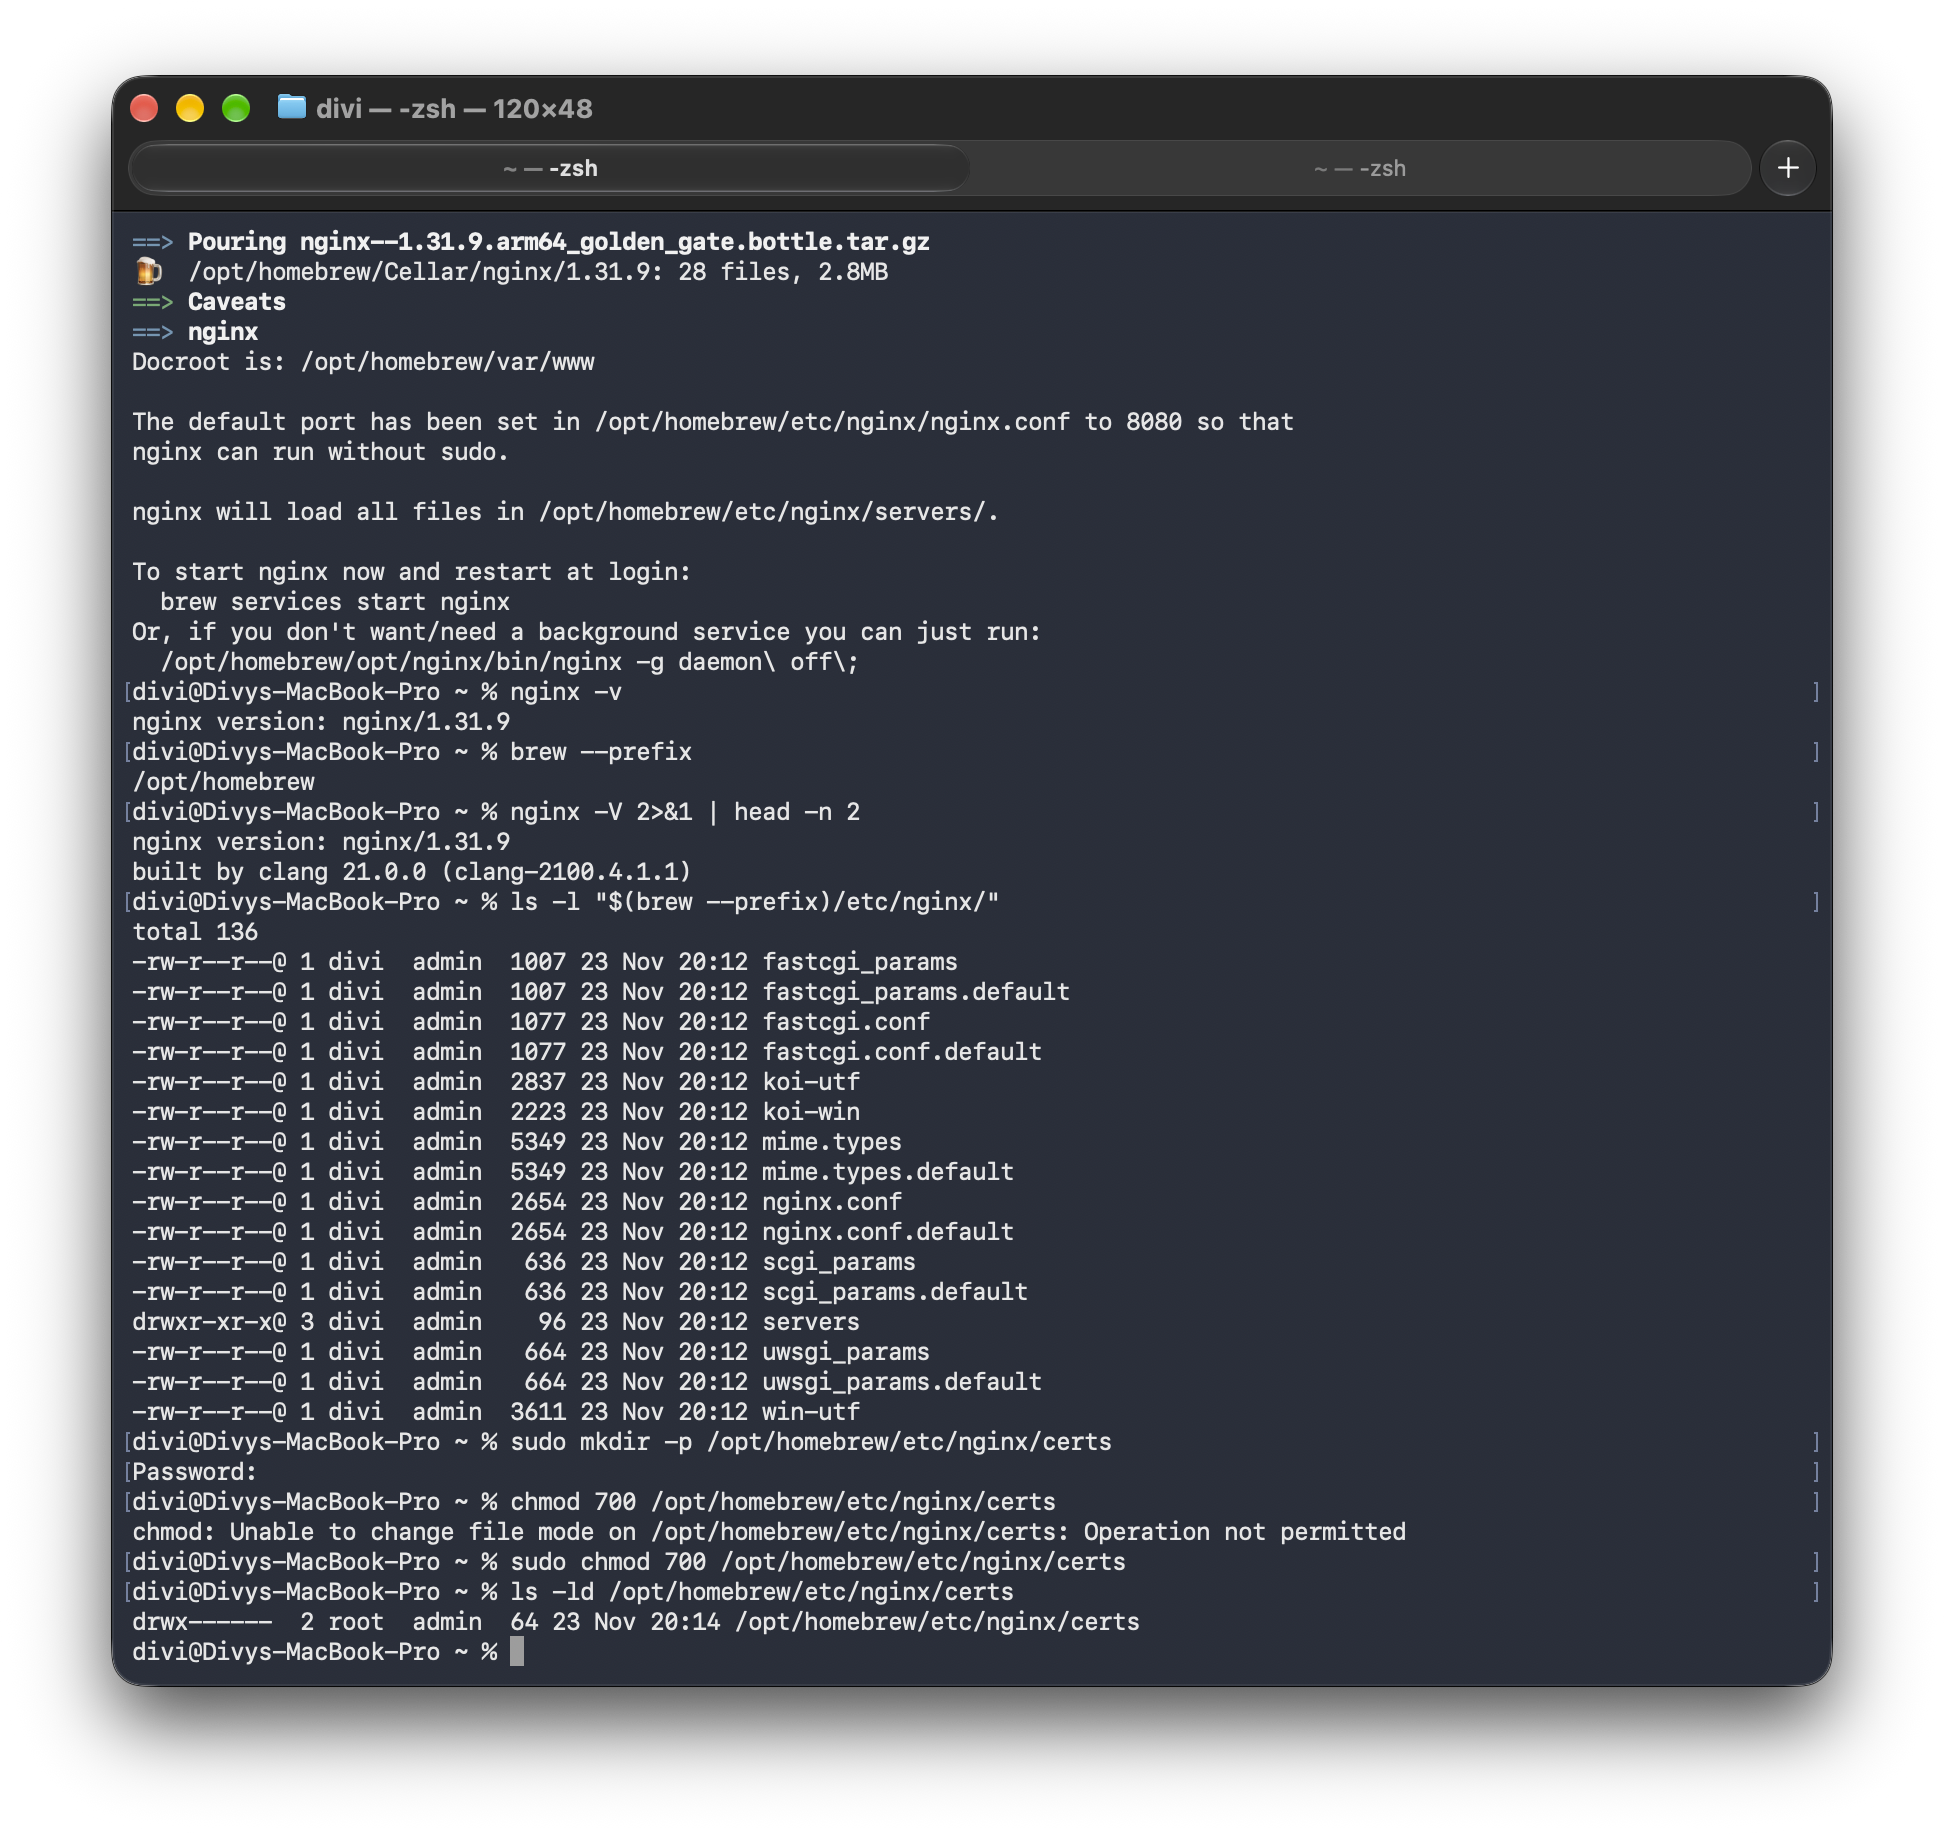 divi — -zsh — 120×48
~ — -zsh
~ — -zsh
==> Pouring nginx--1.31.9.arm64_golden_gate.bottle.tar.gz
🍺  /opt/homebrew/Cellar/nginx/1.31.9: 28 files, 2.8MB
==> Caveats
==> nginx
Docroot is: /opt/homebrew/var/www

The default port has been set in /opt/homebrew/etc/nginx/nginx.conf to 8080 so that
nginx can run without sudo.

nginx will load all files in /opt/homebrew/etc/nginx/servers/.

To start nginx now and restart at login:
  brew services start nginx
Or, if you don't want/need a background service you can just run:
  /opt/homebrew/opt/nginx/bin/nginx -g daemon\ off\;
[divi@Divys-MacBook-Pro ~ % nginx -v ]
nginx version: nginx/1.31.9
[divi@Divys-MacBook-Pro ~ % brew --prefix ]
/opt/homebrew
[divi@Divys-MacBook-Pro ~ % nginx -V 2>&1 | head -n 2 ]
nginx version: nginx/1.31.9
built by clang 21.0.0 (clang-2100.4.1.1)
[divi@Divys-MacBook-Pro ~ % ls -l "$(brew --prefix)/etc/nginx/" ]
total 136
-rw-r--r--@ 1 divi  admin  1007 23 Nov 20:12 fastcgi_params
-rw-r--r--@ 1 divi  admin  1007 23 Nov 20:12 fastcgi_params.default
-rw-r--r--@ 1 divi  admin  1077 23 Nov 20:12 fastcgi.conf
-rw-r--r--@ 1 divi  admin  1077 23 Nov 20:12 fastcgi.conf.default
-rw-r--r--@ 1 divi  admin  2837 23 Nov 20:12 koi-utf
-rw-r--r--@ 1 divi  admin  2223 23 Nov 20:12 koi-win
-rw-r--r--@ 1 divi  admin  5349 23 Nov 20:12 mime.types
-rw-r--r--@ 1 divi  admin  5349 23 Nov 20:12 mime.types.default
-rw-r--r--@ 1 divi  admin  2654 23 Nov 20:12 nginx.conf
-rw-r--r--@ 1 divi  admin  2654 23 Nov 20:12 nginx.conf.default
-rw-r--r--@ 1 divi  admin   636 23 Nov 20:12 scgi_params
-rw-r--r--@ 1 divi  admin   636 23 Nov 20:12 scgi_params.default
drwxr-xr-x@ 3 divi  admin    96 23 Nov 20:12 servers
-rw-r--r--@ 1 divi  admin   664 23 Nov 20:12 uwsgi_params
-rw-r--r--@ 1 divi  admin   664 23 Nov 20:12 uwsgi_params.default
-rw-r--r--@ 1 divi  admin  3611 23 Nov 20:12 win-utf
[divi@Divys-MacBook-Pro ~ % sudo mkdir -p /opt/homebrew/etc/nginx/certs ]
[Password: ]
[divi@Divys-MacBook-Pro ~ % chmod 700 /opt/homebrew/etc/nginx/certs ]
chmod: Unable to change file mode on /opt/homebrew/etc/nginx/certs: Operation not permitted
[divi@Divys-MacBook-Pro ~ % sudo chmod 700 /opt/homebrew/etc/nginx/certs ]
[divi@Divys-MacBook-Pro ~ % ls -ld /opt/homebrew/etc/nginx/certs ]
drwx------  2 root  admin  64 23 Nov 20:14 /opt/homebrew/etc/nginx/certs
divi@Divys-MacBook-Pro ~ %